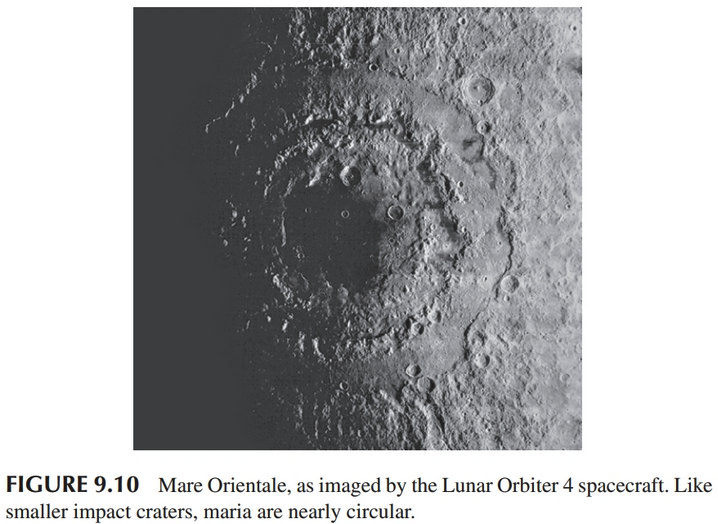 FIGURE 9.10 Mare Orientale, as imaged by the Lunar Orbiter 4 spacecraft. Like
smaller impact craters, maria are nearly circular.